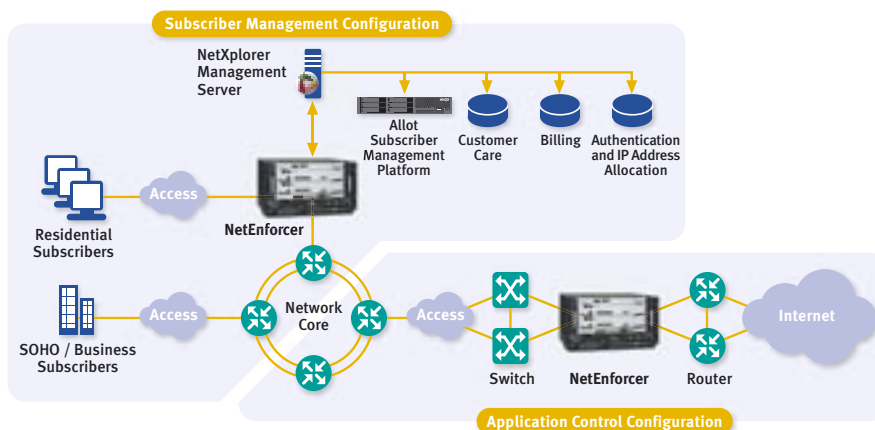 Subscriber Management Configuration
NetXplorer
Management
Server
Allot
Subscriber
Management
Platform
Customer
Care
Billing
Authentication
and IP Address
Allocation
Access
NetEnforcer
Residential
Subscribers
Network
Core
Access
SOHO / Business
Subscribers
Access
Switch
NetEnforcer
Router
Internet
Application Control Configuration